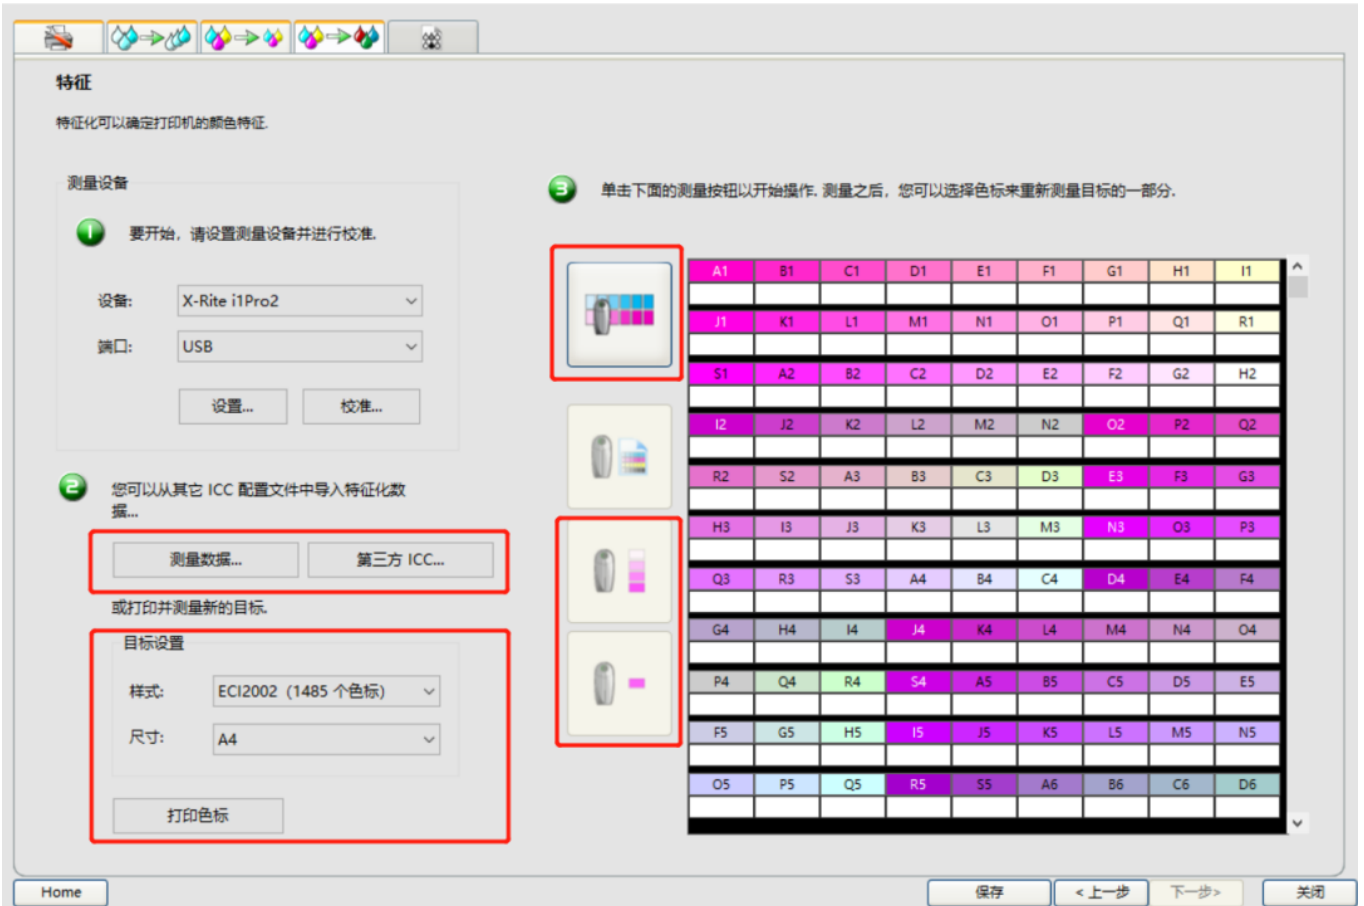 特征
特征化可以确定打印机的颜色特征.
测量设备
1
要开始, 请设置测量设备并进行校准.
设备:
X-Rite i1Pro2
端口:
USB
设置...
校准...
2
您可以从其它 ICC 配置文件中导入特征化数
据...
测量数据...
第三方 ICC...
或打印并测量新的目标.
目标设置
样式:
ECI2002 (1485 个色标)
尺寸:
A4
打印色标
3
单击下面的测量按钮以开始操作. 测量之后, 您可以选择色标来重新测量目标的一部分.
A1 B1 C1 D1 E1 F1 G1 H1 I1
J1 K1 L1 M1 N1 O1 P1 Q1 R1
S1 A2 B2 C2 D2 E2 F2 G2 H2
I2 J2 K2 L2 M2 N2 O2 P2 Q2
R2 S2 A3 B3 C3 D3 E3 F3 G3
H3 I3 J3 K3 L3 M3 N3 O3 P3
Q3 R3 S3 A4 B4 C4 D4 E4 F4
G4 H4 I4 J4 K4 L4 M4 N4 O4
P4 Q4 R4 S4 A5 B5 C5 D5 E5
F5 G5 H5 I5 J5 K5 L5 M5 N5
O5 P5 Q5 R5 S5 A6 B6 C6 D6
Home
保存
<上一步
下一步>
关闭